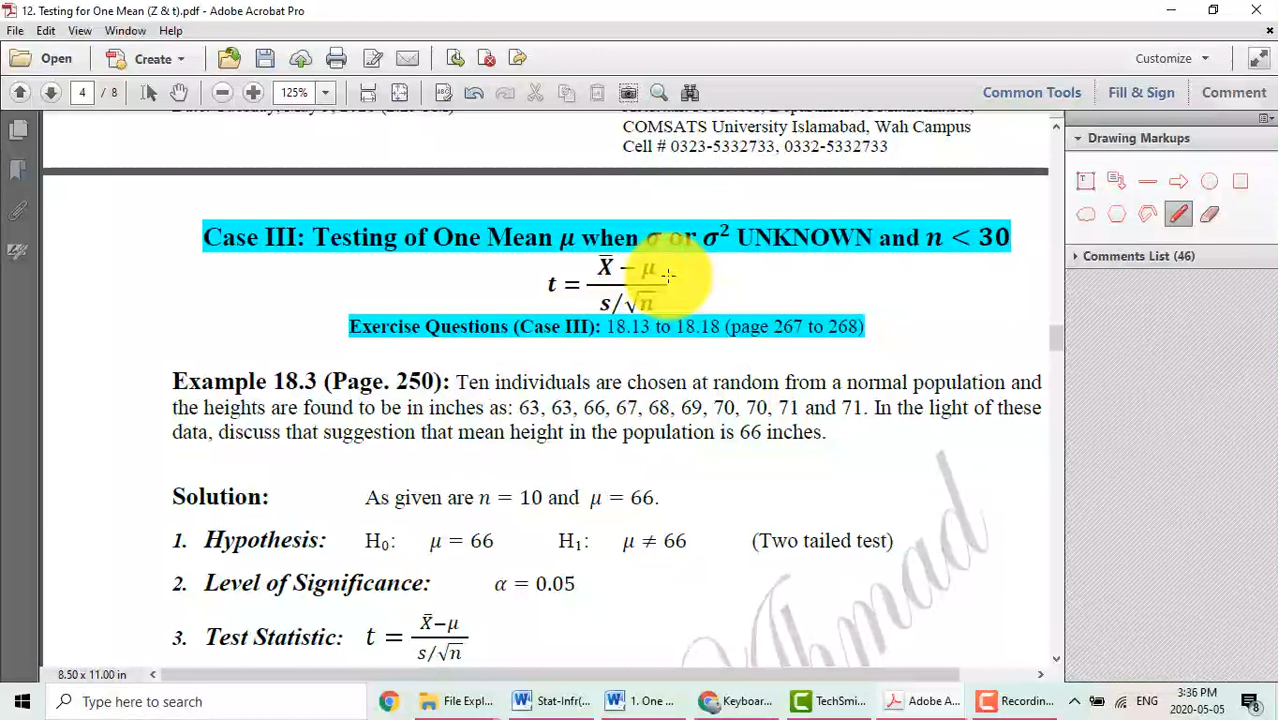 12. Testing for One Mean (Z & t).pdf - Adobe Acrobat Pro
File Edit View Window Help
Open Create Customize
4 / 8 125% Common Tools Fill & Sign Comment
COMSATS University Islamabad, Wah Campus
Cell # 0323-5332733, 0332-5332733
Drawing Markups
Comments List (46)
Case III: Testing of One Mean μ when σ or σ² UNKNOWN and n < 30
t = (X̄ − μ) / (s/√n)
Exercise Questions (Case III): 18.13 to 18.18 (page 267 to 268)
Example 18.3 (Page. 250): Ten individuals are chosen at random from a normal population and
the heights are found to be in inches as: 63, 63, 66, 67, 68, 69, 70, 70, 71 and 71. In the light of these
data, discuss that suggestion that mean height in the population is 66 inches.
Solution: As given are n = 10 and μ = 66.
1. Hypothesis: H₀: μ = 66 H₁: μ ≠ 66 (Two tailed test)
2. Level of Significance: α = 0.05
3. Test Statistic: t = (X̄−μ) / (s/√n)
Ahmad
8.50 x 11.00 in
Type here to search
File Expl... Stat-Infr(... 1. One ... Keyboar... TechSmi... Adobe A... Recordin...
ENG 3:36 PM
2020-05-05
8